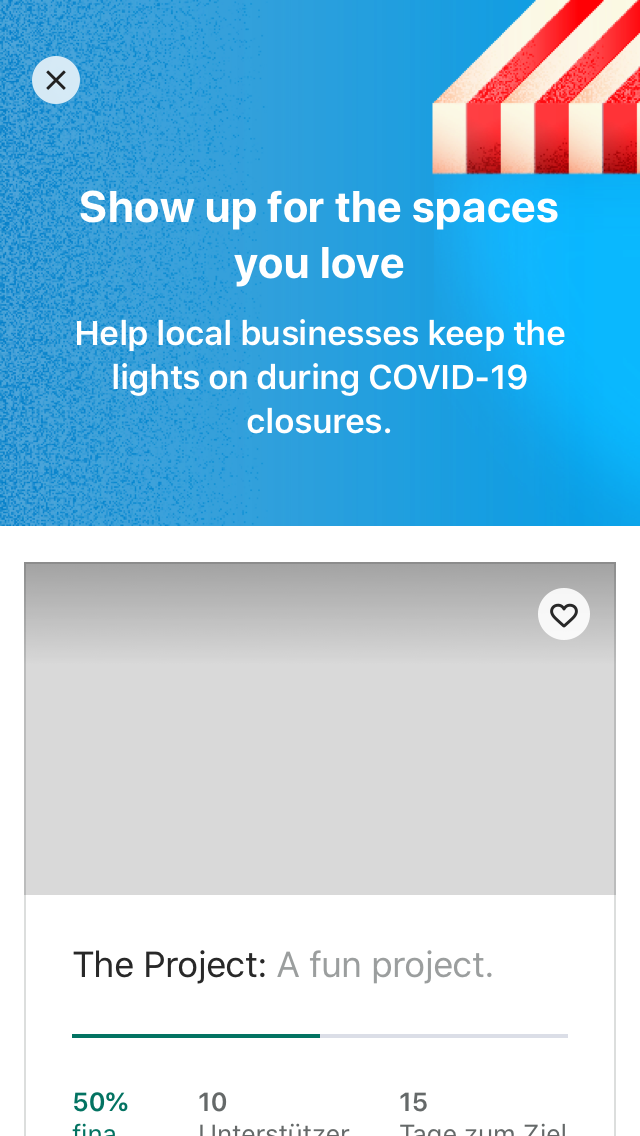 Show up for the spaces
you love
Help local businesses keep the
lights on during COVID-19
closures.
The Project: A fun project.
50%
10
15
fina
Unterstützer
Tage zum Ziel